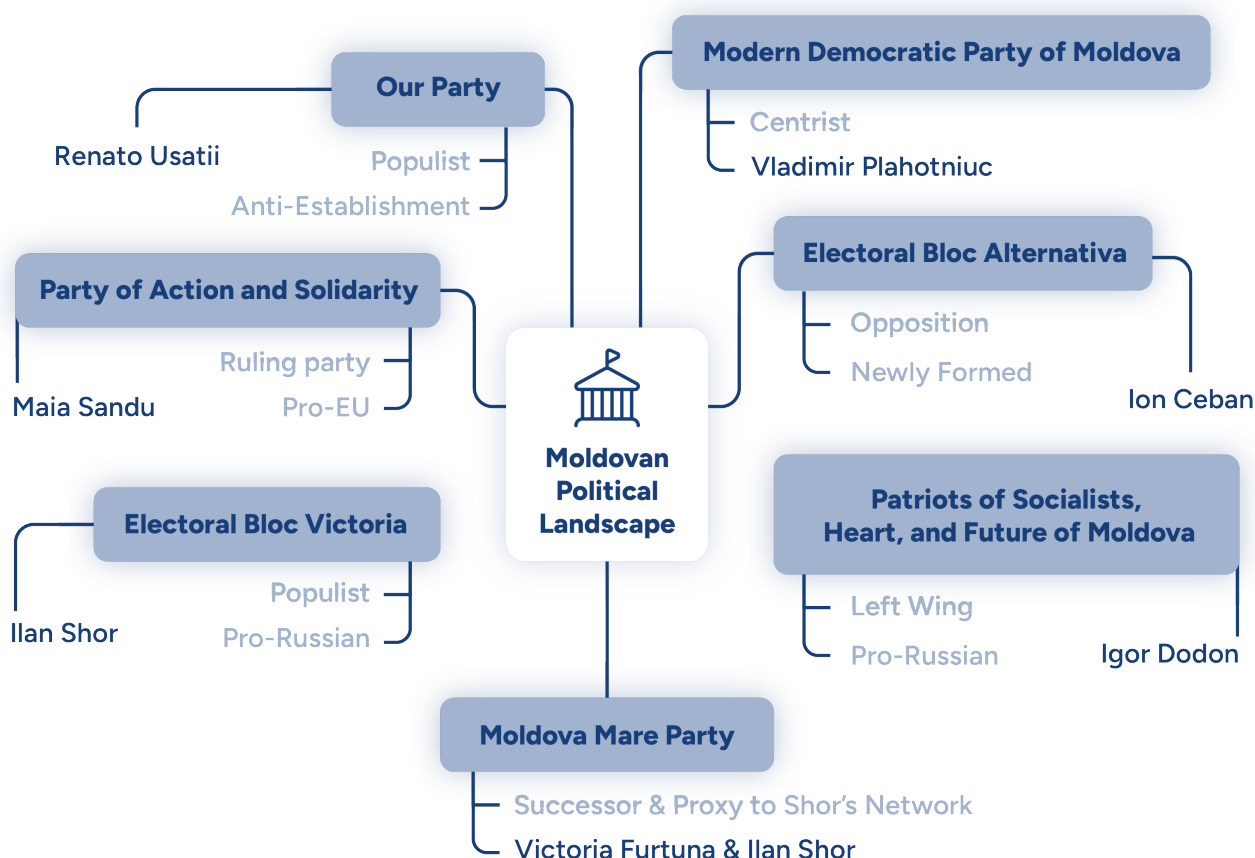 Our Party
Renato Usatii
Populist
Anti-Establishment
Modern Democratic Party of Moldova
Centrist
Vladimir Plahotniuc
Party of Action and Solidarity
Maia Sandu
Ruling party
Pro-EU
Electoral Bloc Alternativa
Opposition
Newly Formed
Ion Ceban
Moldovan
Political
Landscape
Electoral Bloc Victoria
Ilan Shor
Populist
Pro-Russian
Patriots of Socialists,
Heart, and Future of Moldova
Left Wing
Pro-Russian
Igor Dodon
Moldova Mare Party
Successor & Proxy to Shor’s Network
Victoria Furtuna & Ilan Shor